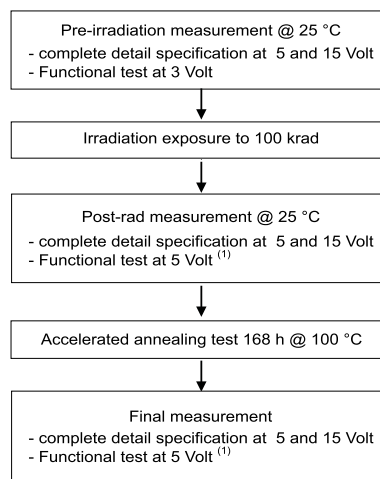 Pre-irradiation measurement @ 25 °C
- complete detail specification at 5 and 15 Volt
- Functional test at 3 Volt
Irradiation exposure to 100 krad
Post-rad measurement @ 25 °C
- complete detail specification at 5 and 15 Volt
- Functional test at 5 Volt (1)
Accelerated annealing test 168 h @ 100 °C
Final measurement
- complete detail specification at 5 and 15 Volt
- Functional test at 5 Volt (1)